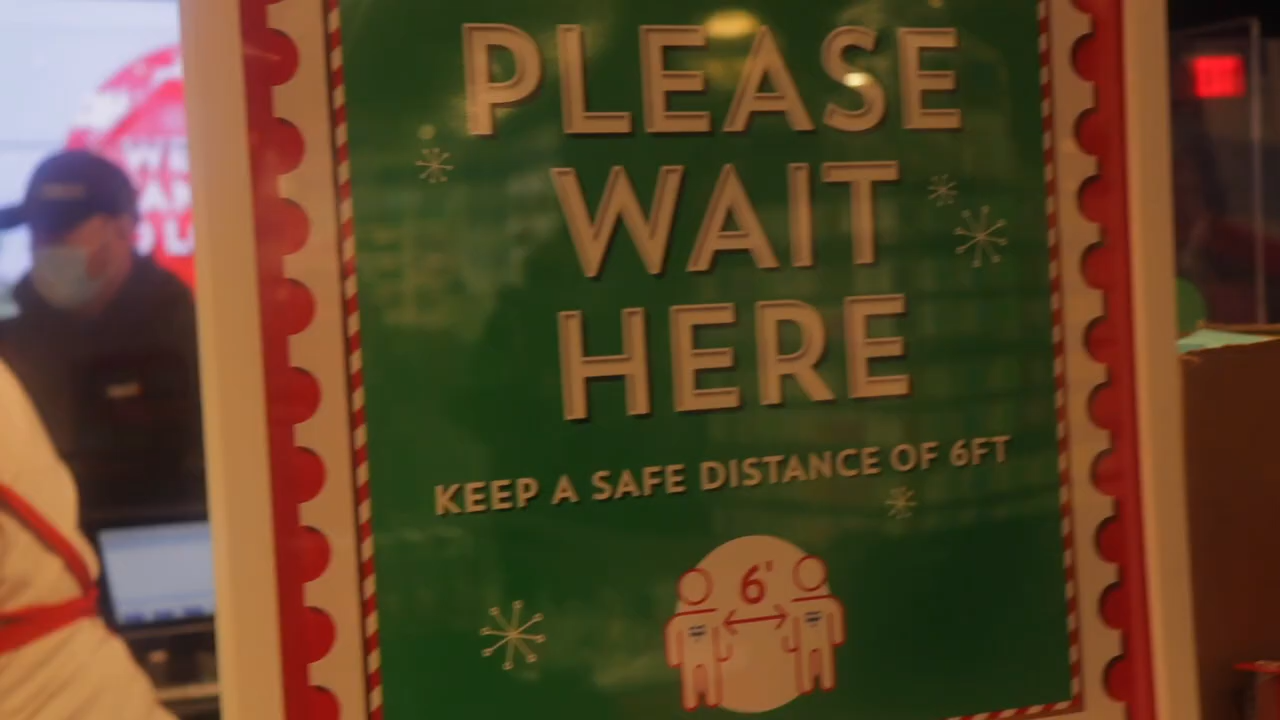 PLEASE
WAIT
HERE
KEEP A SAFE DISTANCE OF 6FT
6'